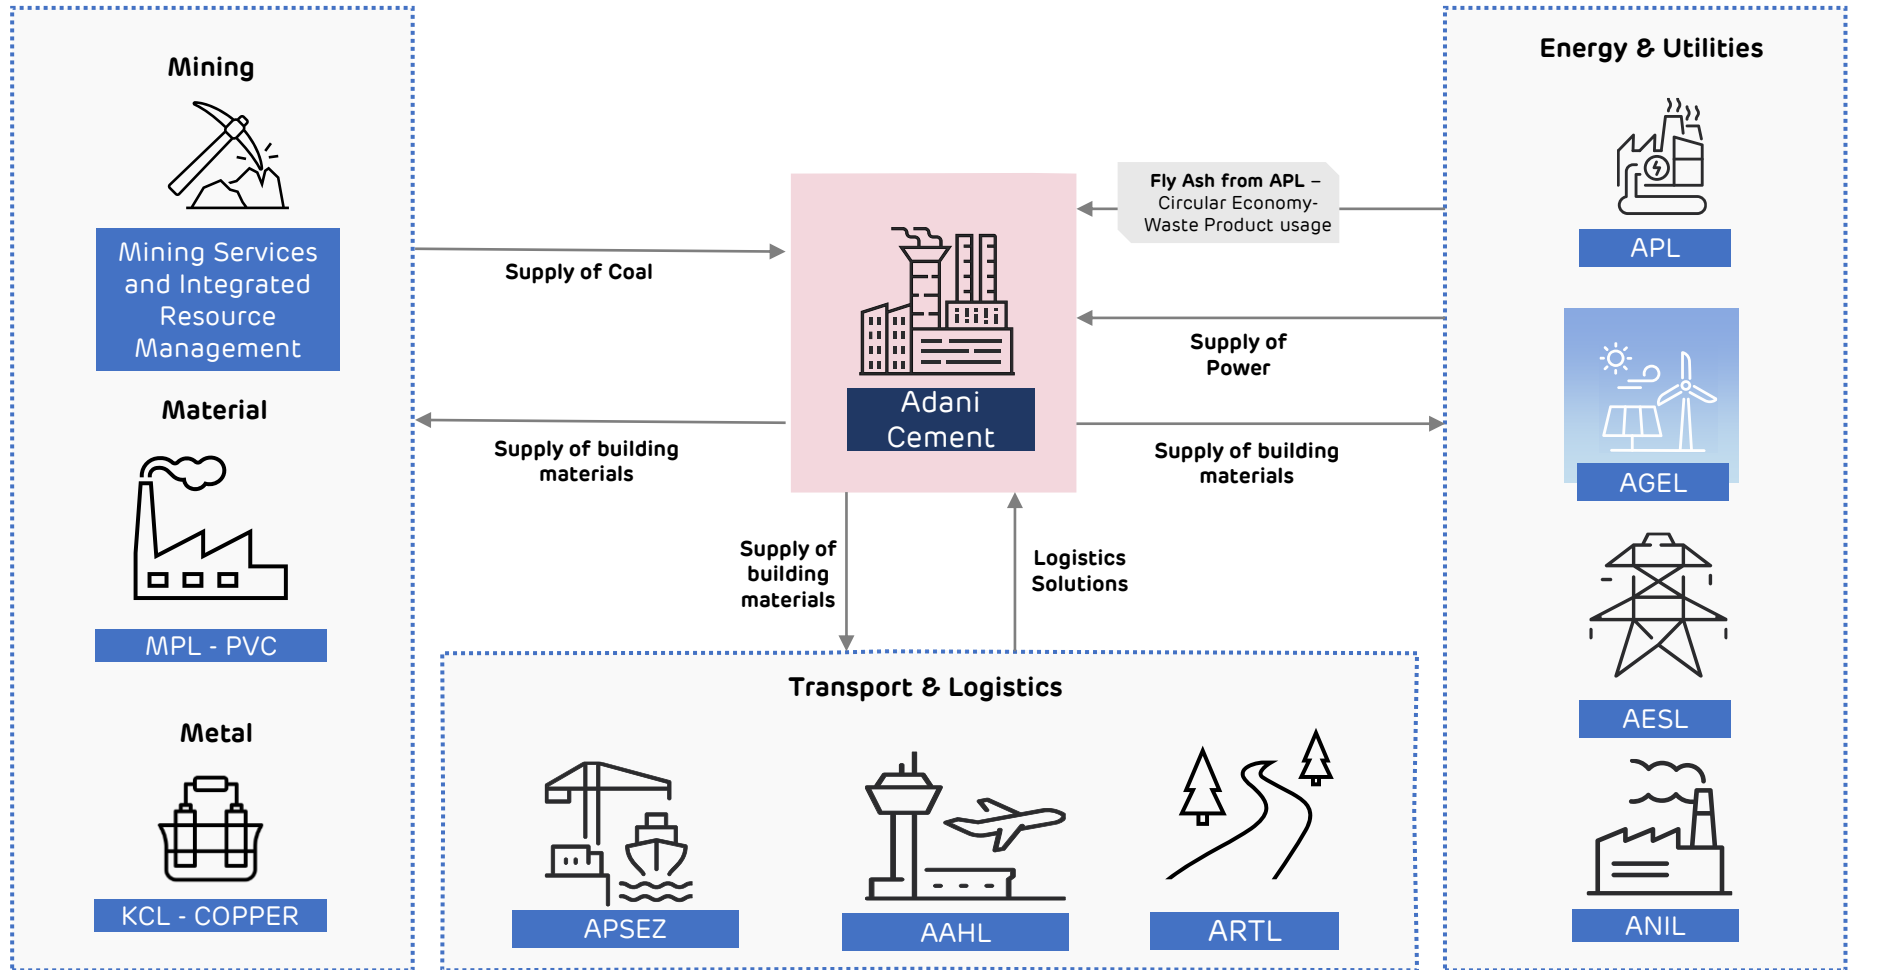 Mining
Mining Services
and Integrated
Resource
Management
Material
MPL - PVC
Metal
KCL - COPPER
Supply of Coal
Supply of building
materials
Adani
Cement
Fly Ash from APL –
Circular Economy-
Waste Product usage
Supply of
Power
Supply of building
materials
Supply of
building
materials
Logistics
Solutions
Transport & Logistics
APSEZ
AAHL
ARTL
Energy & Utilities
APL
AGEL
AESL
ANIL